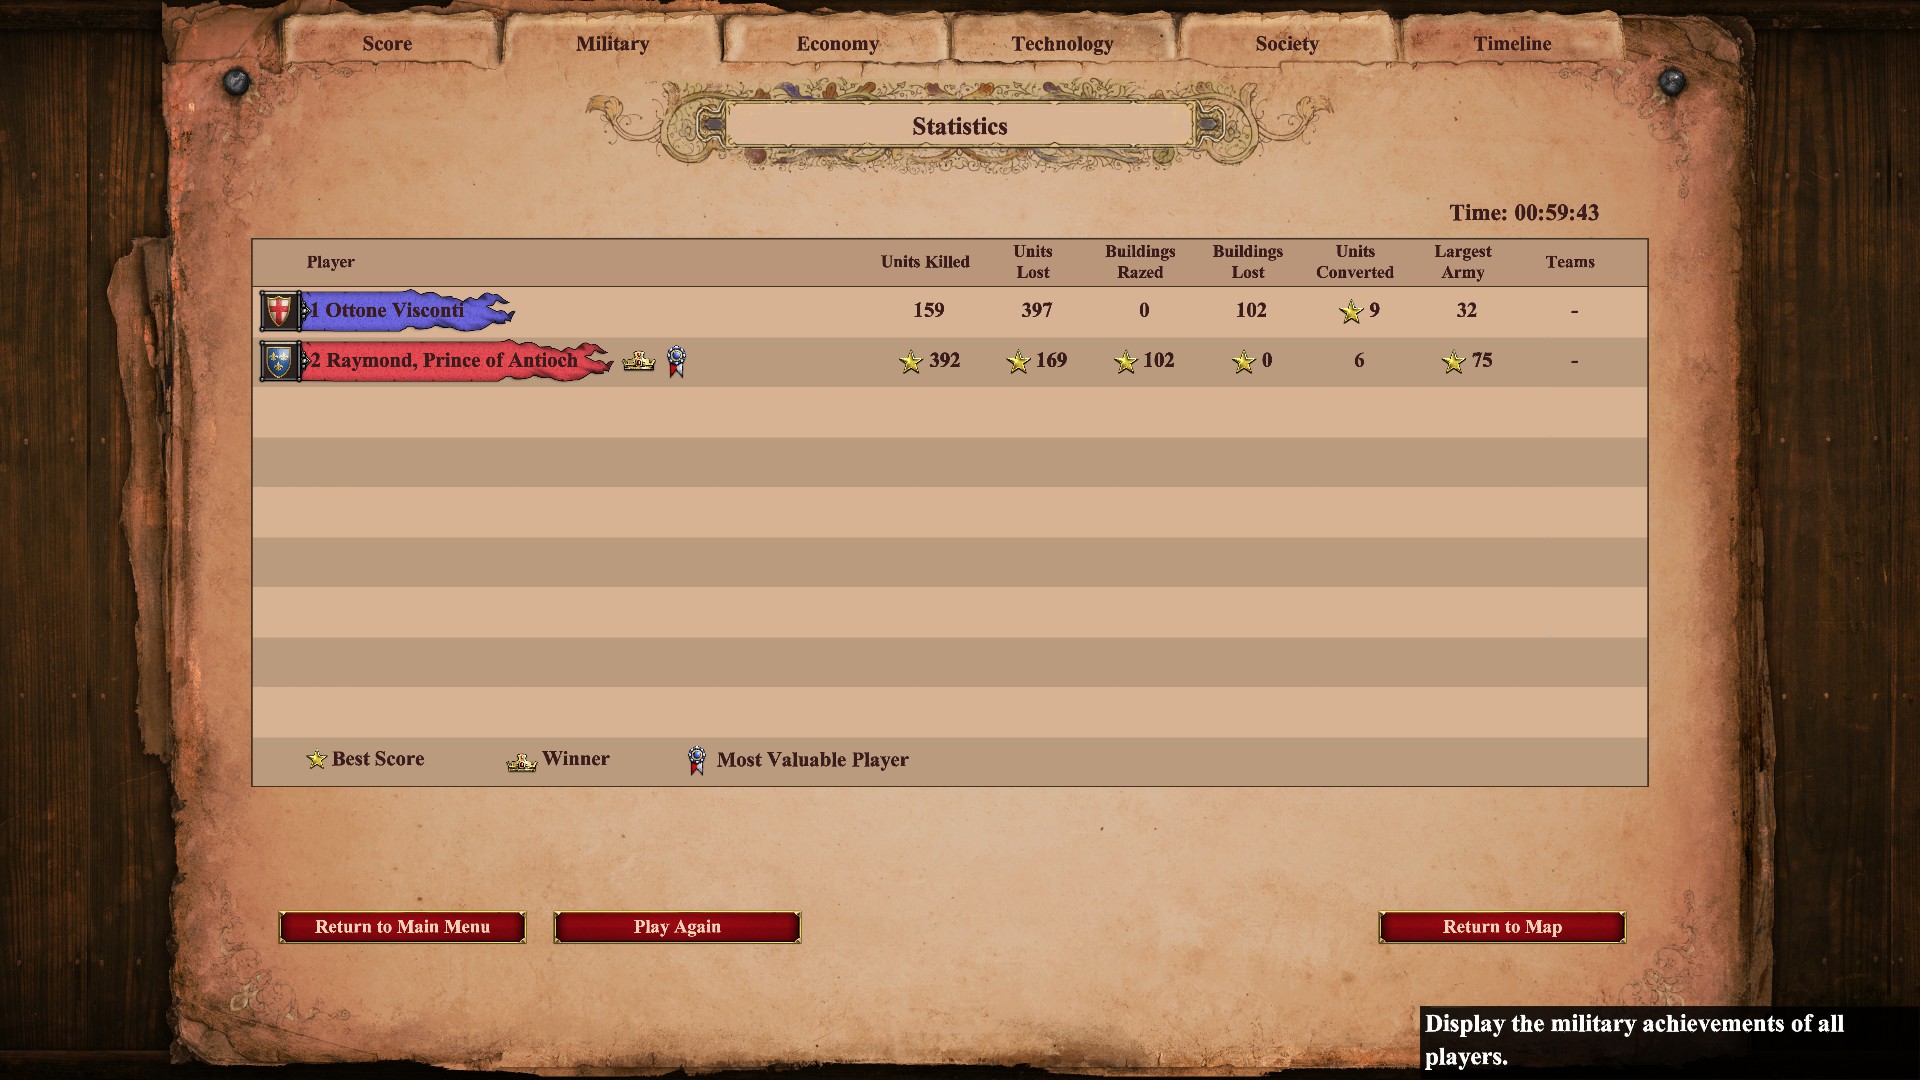 Score Military Economy Technology Society Timeline
Statistics
Time: 00:59:43
Player Units Killed Units Lost Buildings Razed Buildings Lost Units Converted Largest Army Teams
1 Ottone Visconti 159 397 0 102 9 32 -
2 Raymond, Prince of Antioch 392 169 102 0 6 75 -
Best Score Winner Most Valuable Player
Return to Main Menu Play Again Return to Map
Display the military achievements of all
players.